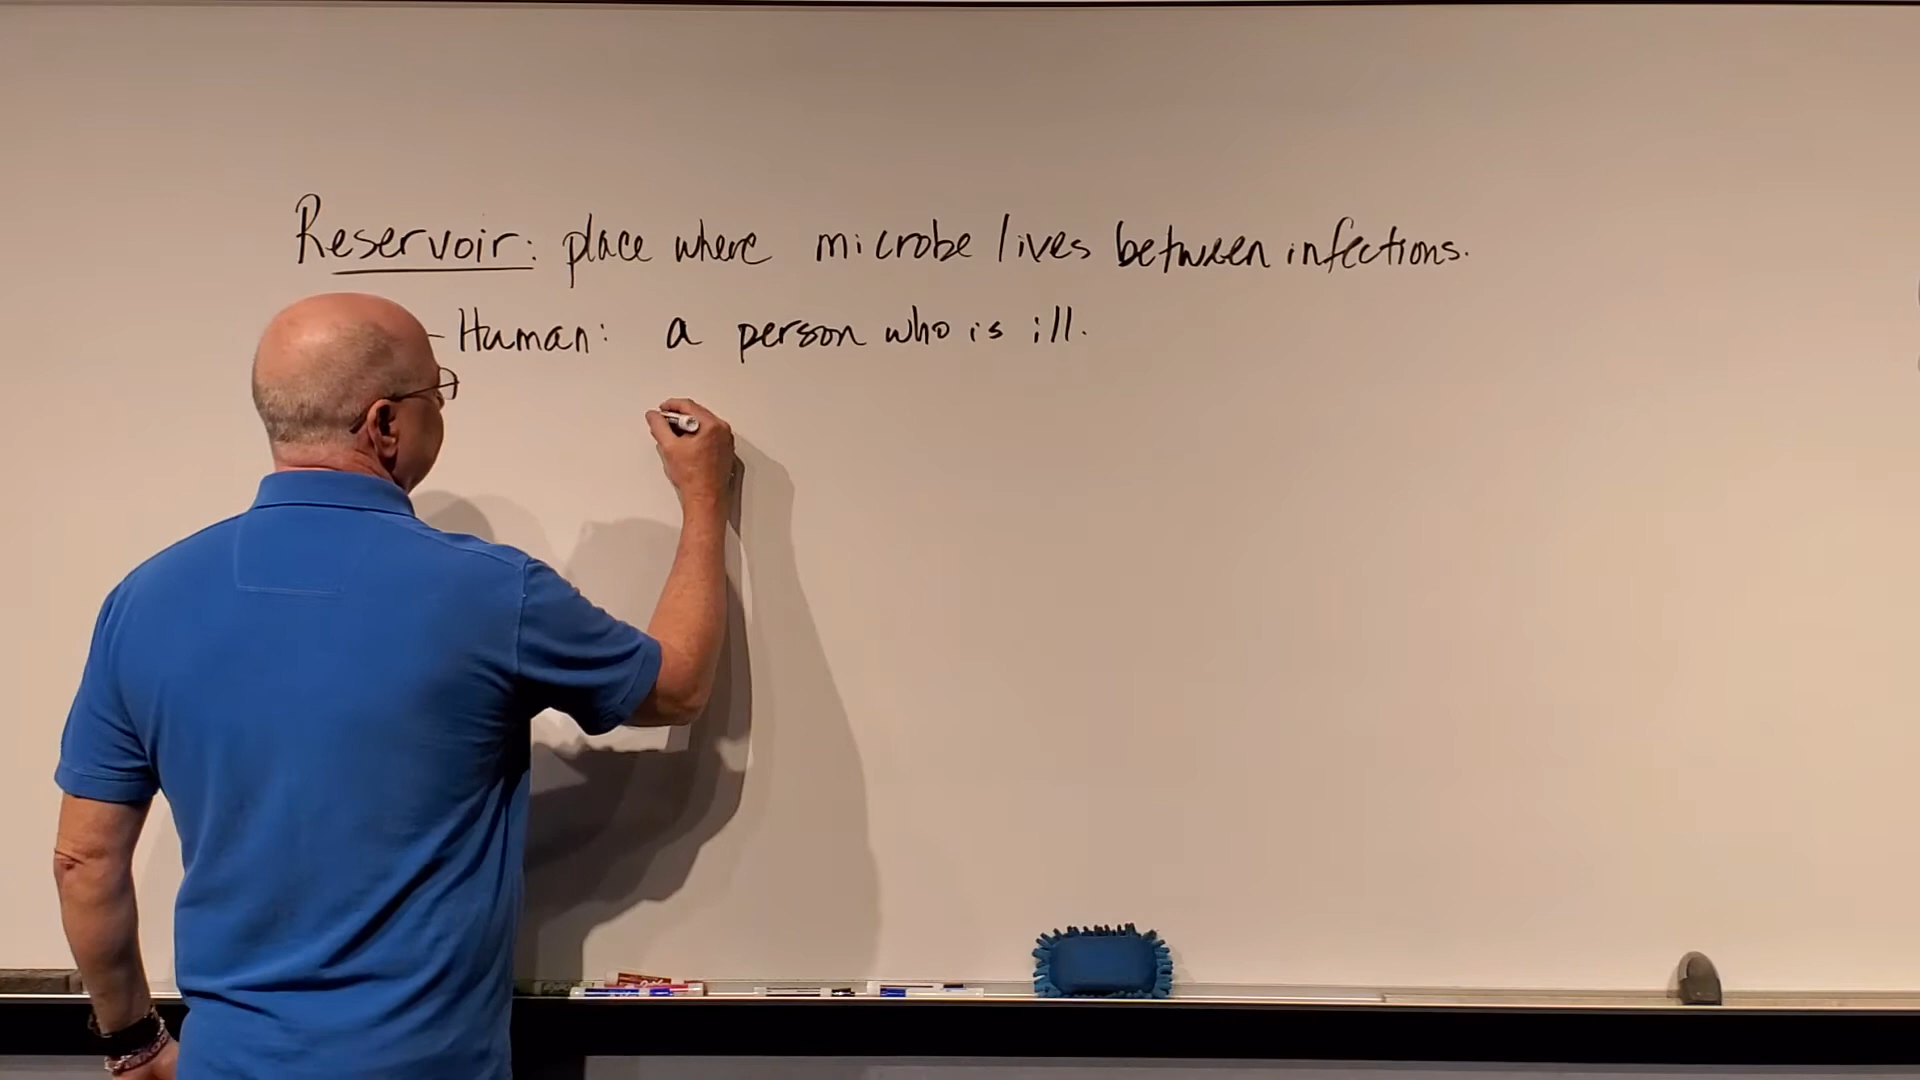 Reservoir: place where microbe lives between infections.
- Human: a person who is ill.